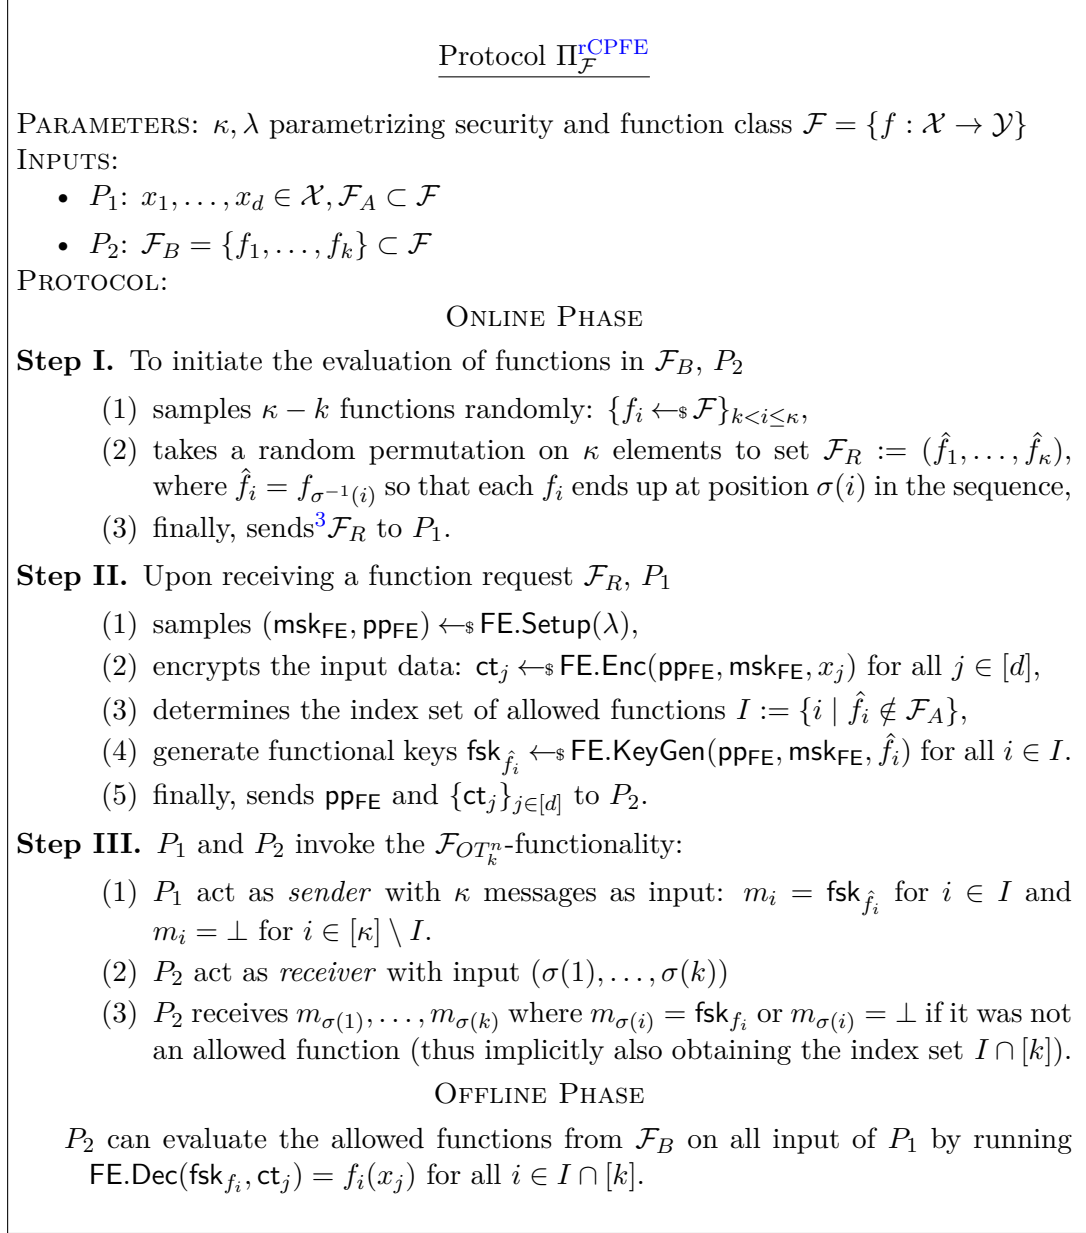 Protocol Π_ℱ^rCPFE
PARAMETERS: κ, λ parametrizing security and function class ℱ = {f : 𝒳 → 𝒴}
INPUTS:
• P₁: x₁, . . . , x_d ∈ 𝒳, ℱ_A ⊂ ℱ
• P₂: ℱ_B = {f₁, . . . , f_k} ⊂ ℱ
PROTOCOL:
ONLINE PHASE
Step I. To initiate the evaluation of functions in ℱ_B, P₂
(1) samples κ − k functions randomly: {f_i ←$ ℱ}_{k<i≤κ},
(2) takes a random permutation on κ elements to set ℱ_R := (f̂₁, . . . , f̂_κ),
where f̂_i = f_{σ⁻¹(i)} so that each f_i ends up at position σ(i) in the sequence,
(3) finally, sends³ ℱ_R to P₁.
Step II. Upon receiving a function request ℱ_R, P₁
(1) samples (msk_FE, pp_FE) ←$ FE.Setup(λ),
(2) encrypts the input data: ct_j ←$ FE.Enc(pp_FE, msk_FE, x_j) for all j ∈ [d],
(3) determines the index set of allowed functions I := {i | f̂_i ∉ ℱ_A},
(4) generate functional keys fsk_{f̂_i} ←$ FE.KeyGen(pp_FE, msk_FE, f̂_i) for all i ∈ I.
(5) finally, sends pp_FE and {ct_j}_{j∈[d]} to P₂.
Step III. P₁ and P₂ invoke the ℱ_{OT_k^n}-functionality:
(1) P₁ act as sender with κ messages as input: m_i = fsk_{f̂_i} for i ∈ I and
m_i = ⊥ for i ∈ [κ] \ I.
(2) P₂ act as receiver with input (σ(1), . . . , σ(k))
(3) P₂ receives m_{σ(1)}, . . . , m_{σ(k)} where m_{σ(i)} = fsk_{f_i} or m_{σ(i)} = ⊥ if it was not
an allowed function (thus implicitly also obtaining the index set I ∩ [k]).
OFFLINE PHASE
P₂ can evaluate the allowed functions from ℱ_B on all input of P₁ by running
FE.Dec(fsk_{f_i}, ct_j) = f_i(x_j) for all i ∈ I ∩ [k].